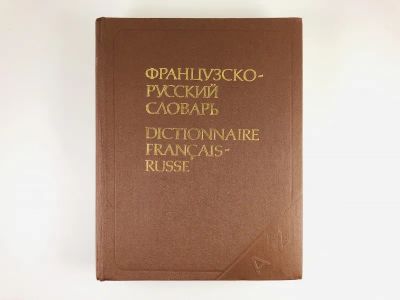 ФРАНЦУЗСКО-
РУССКИЙ
СЛОВАРЬ
DICTIONNAIRE
FRANÇAIS-
RUSSE